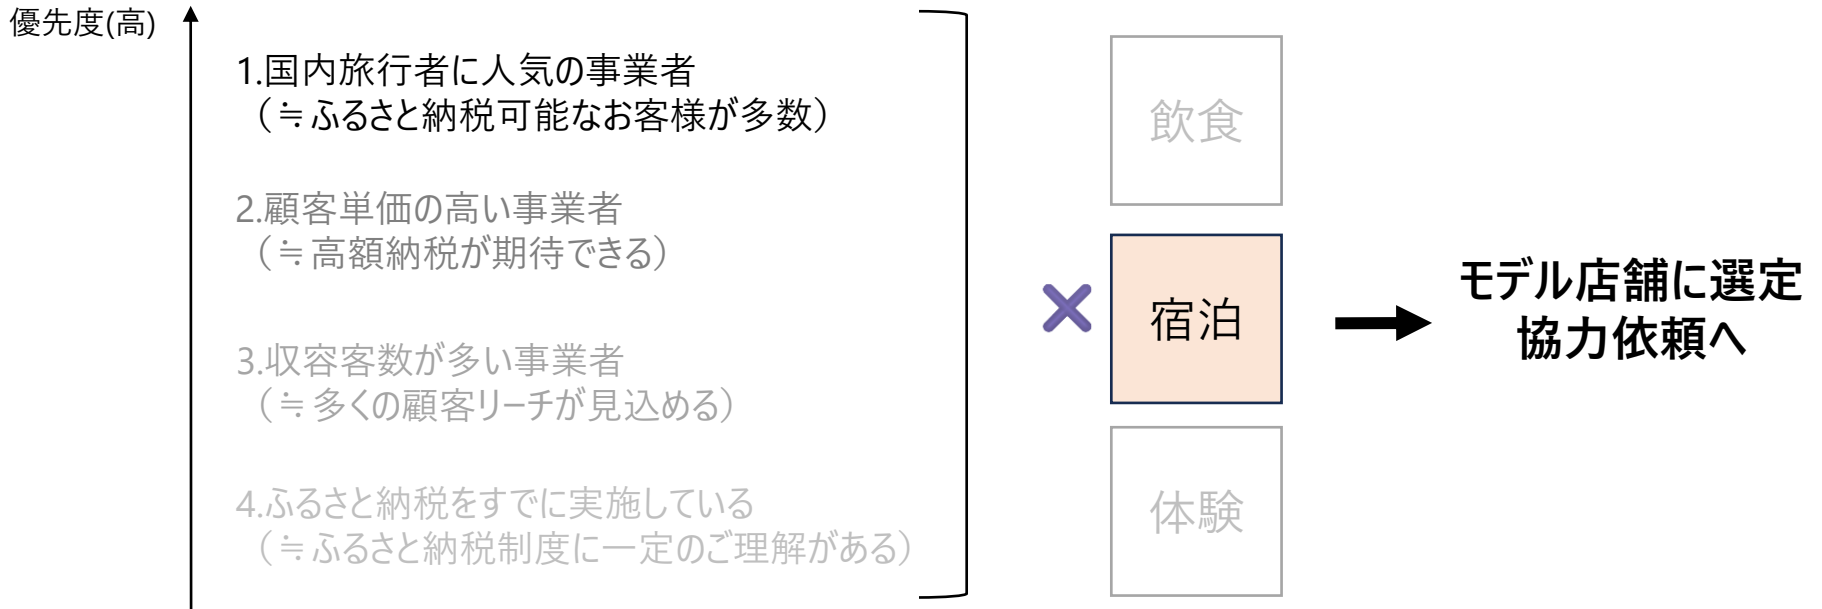 優先度(高)
1.国内旅行者に人気の事業者
（≒ふるさと納税可能なお客様が多数）
2.顧客単価の高い事業者
（≒高額納税が期待できる）
3.収容客数が多い事業者
（≒多くの顧客リーチが見込める）
4.ふるさと納税をすでに実施している
（≒ふるさと納税制度に一定のご理解がある）
飲食
宿泊
体験
モデル店舗に選定
協力依頼へ